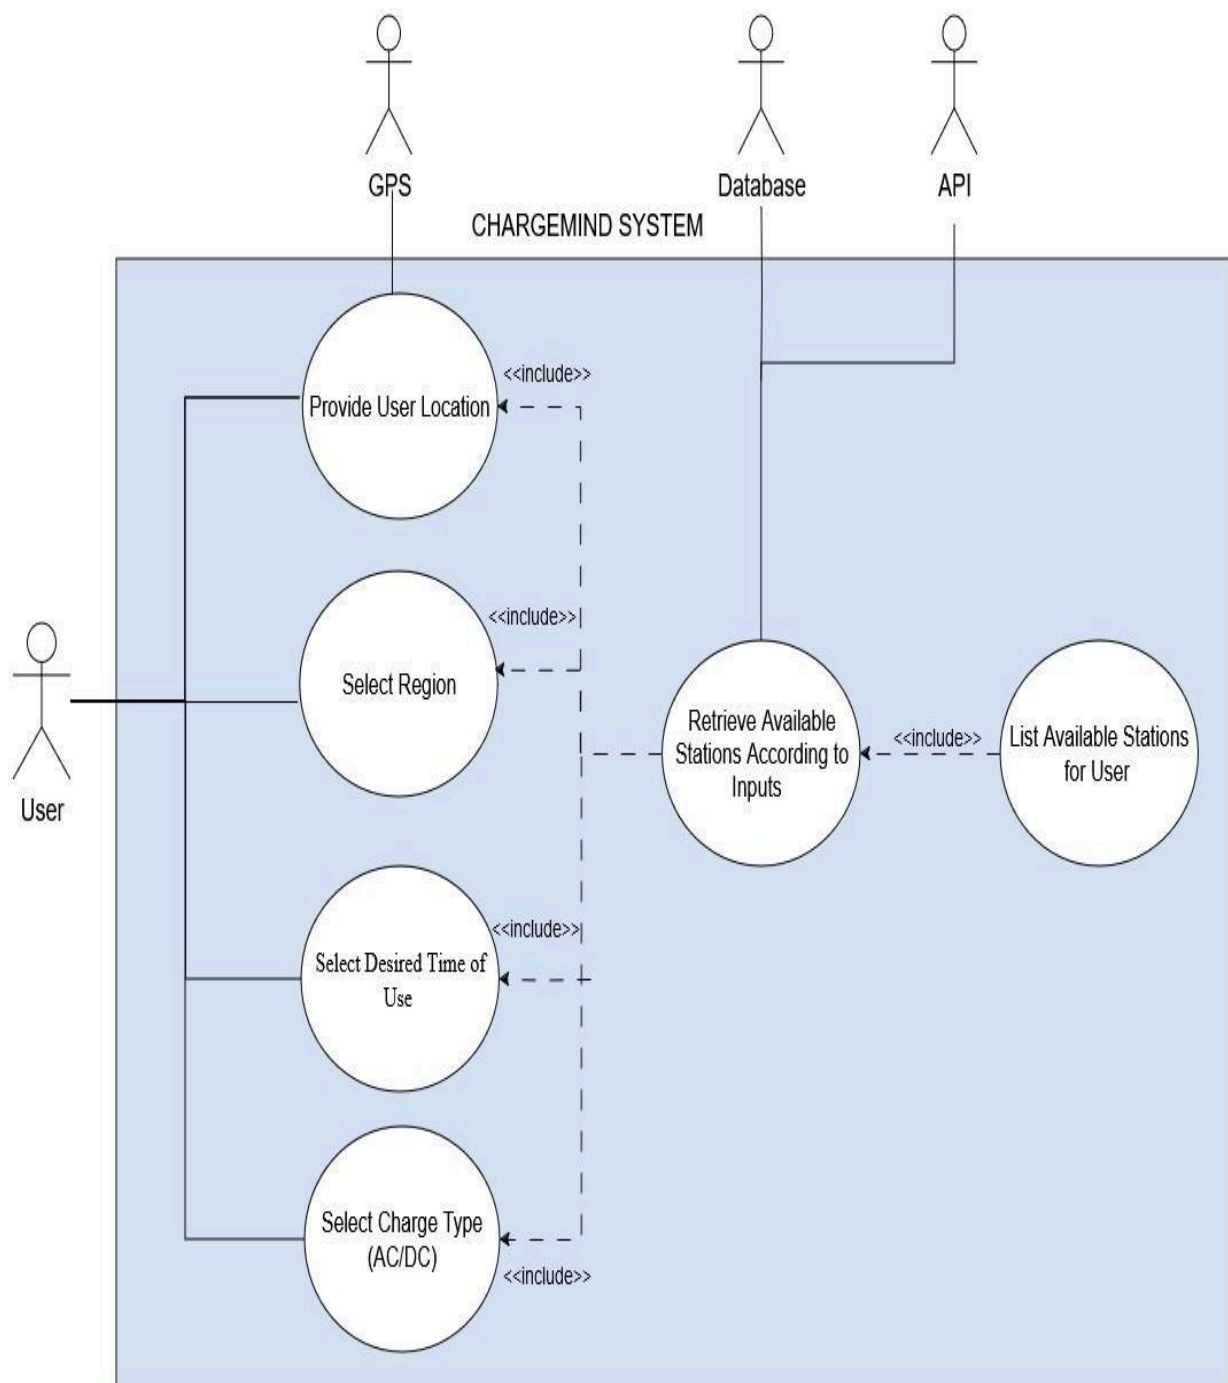 GPS
Database
API
CHARGEMIND SYSTEM
<<include>>
Provide User Location
<<include>>
Select Region
User
Retrieve Available
Stations According to
Inputs
<<include>>
List Available Stations
for User
<<include>>
Select Desired Time of
Use
Select Charge Type
(AC/DC)
<<include>>